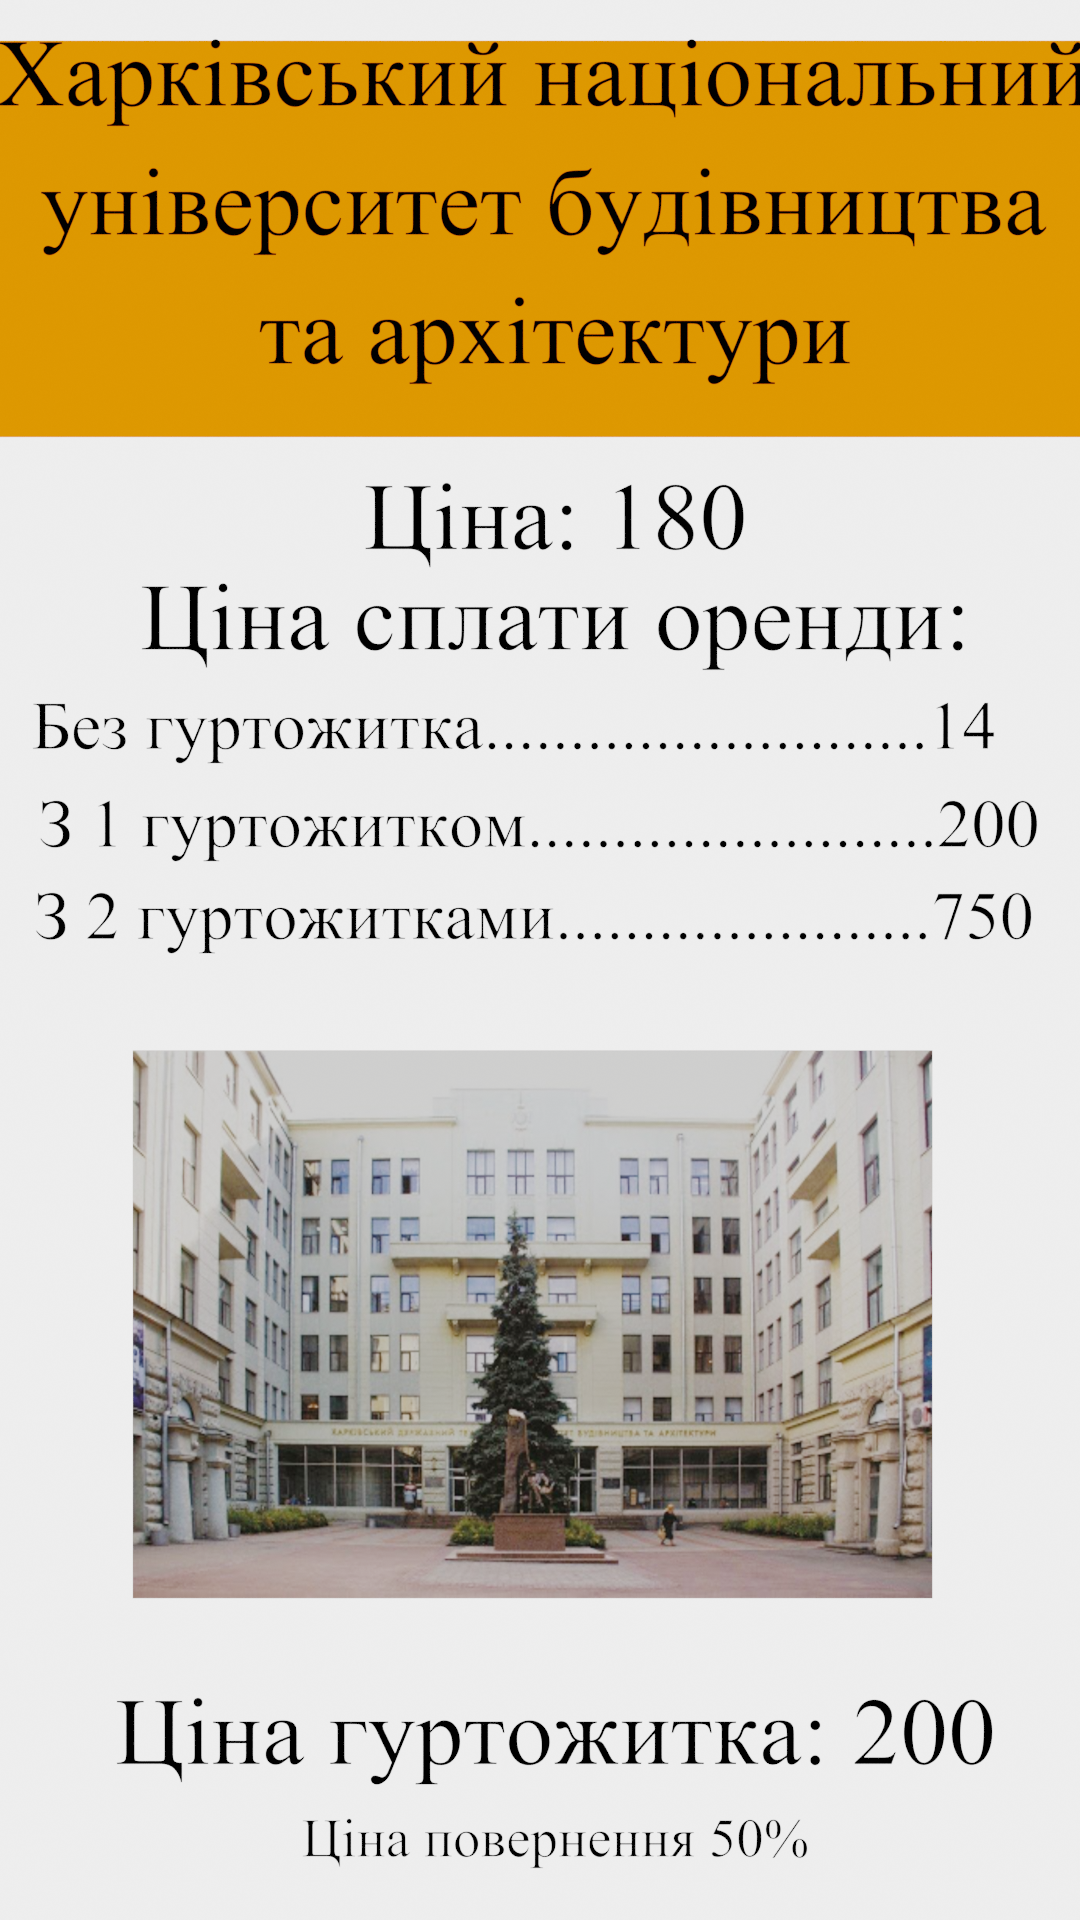 Харківський національний
університет будівництва
та архітектури
Ціна: 180
Ціна сплати оренди:
Без гуртожитка..........................14
З 1 гуртожитком........................200
З 2 гуртожитками......................750
ХАРКІВСЬКИЙ ДЕРЖАВНИЙ БУДІВНИЦТВА ТА АРХІТЕКТУРИ
Ціна гуртожитка: 200
Ціна повернення 50%